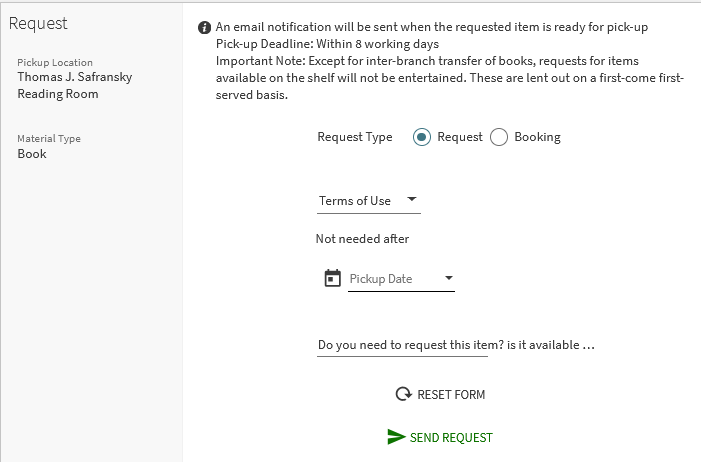 Request
Pickup Location
Thomas J. Safransky
Reading Room
Material Type
Book
An email notification will be sent when the requested item is ready for pick-up
Pick-up Deadline: Within 8 working days
Important Note: Except for inter-branch transfer of books, requests for items
available on the shelf will not be entertained. These are lent out on a first-come first-
served basis.
Request Type Request Booking
Terms of Use
Not needed after
Pickup Date
Do you need to request this item? is it available ...
RESET FORM
SEND REQUEST